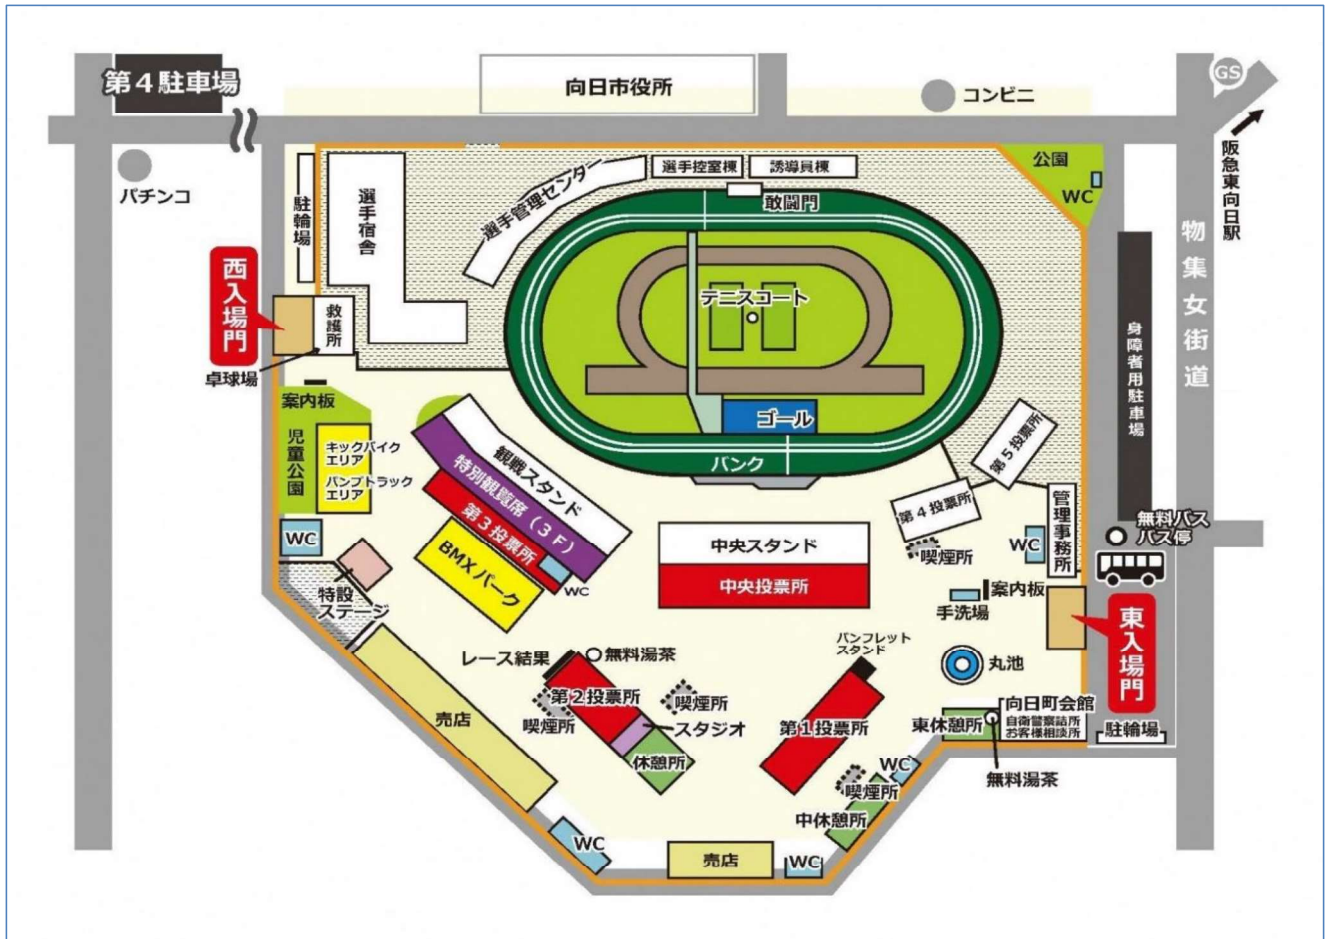 第4駐車場
向日市役所
コンビニ
GS
阪急東向日駅
パチンコ
駐輪場
選手宿舎
選手管理センター
選手控室棟
誘導員棟
敢闘門
公園
WC
物集女街道
身障者用駐車場
西入場門
救護所
卓球場
テニスコート
ゴール
バンク
案内板
児童公園
キックバイク
エリア
パンプトラック
エリア
観戦スタンド
特別観覧席(3F)
第3投票所
BMXパーク
WC
WC
特設
ステージ
中央スタンド
中央投票所
第5投票所
第4投票所
喫煙所
WC
管理事務所
無料バス
バス停
案内板
手洗場
東入場門
丸池
パンフレット
スタンド
レース結果
無料湯茶
第2投票所
喫煙所
喫煙所
スタジオ
休憩所
売店
第1投票所
向日町会館
自衛警察詰所
お客様相談所
東休憩所
駐輪場
無料湯茶
WC
喫煙所
中休憩所
WC
売店
WC